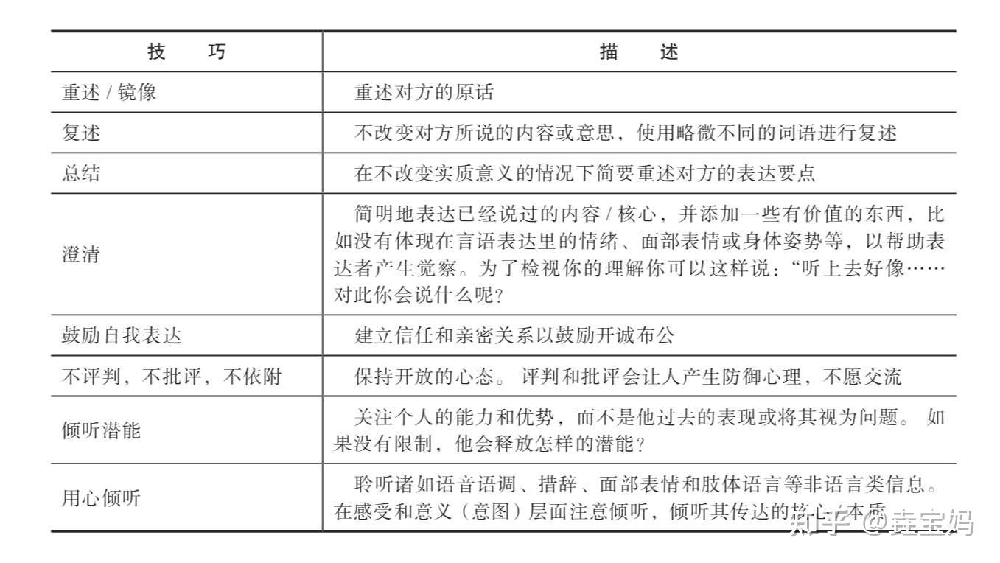 技 巧
描 述
重述 / 镜像
重述对方的原话
复述
不改变对方所说的内容或意思，使用略微不同的词语进行复述
总结
在不改变实质意义的情况下简要重述对方的表达要点
澄清
简明地表达已经说过的内容 / 核心，并添加一些有价值的东西，比
如没有体现在言语表达里的情绪、面部表情或身体姿势等，以帮助表
达者产生觉察。为了检视你的理解你可以这样说：“听上去好像……
对此你会说什么呢？
鼓励自我表达
建立信任和亲密关系以鼓励开诚布公
不评判，不批评，不依附
保持开放的心态。 评判和批评会让人产生防御心理，不愿交流
倾听潜能
关注个人的能力和优势，而不是他过去的表现或将其视为问题。 如
果没有限制，他会释放怎样的潜能？
用心倾听
聆听诸如语音语调、措辞、面部表情和肢体语言等非语言类信息。
在感受和意义（意图）层面注意倾听，倾听其传达的核心 / 本质
知乎 @垚宝妈